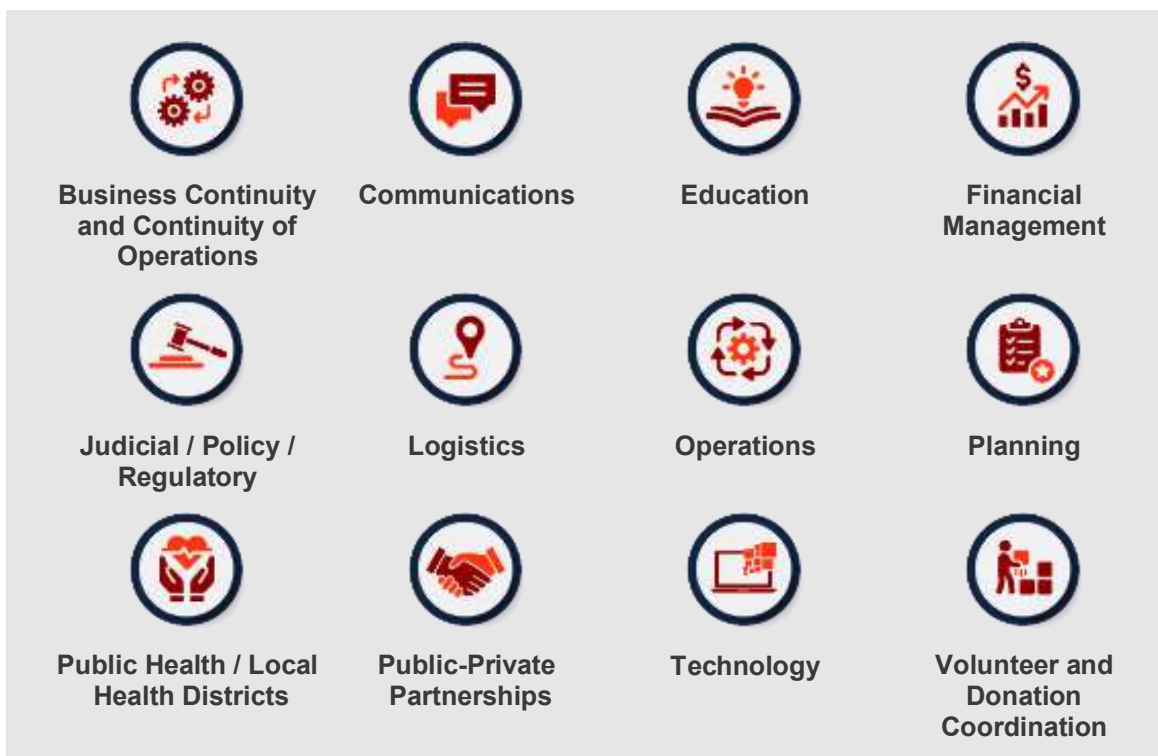 Business Continuity
and Continuity of
Operations
Communications
Education
Financial
Management
Judicial / Policy /
Regulatory
Logistics
Operations
Planning
Public Health / Local
Health Districts
Public-Private
Partnerships
Technology
Volunteer and
Donation
Coordination